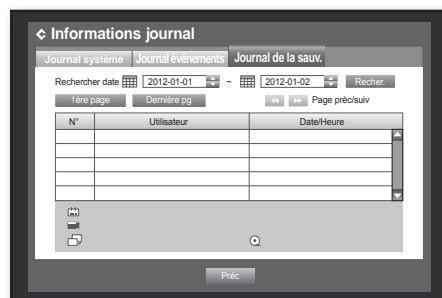 Informations journal
Journal système Journal événements Journal de la sauv.
Rechercher date 2012-01-01 ~ 2012-01-02 Recher.
1ère page Dernière pg Page préc/suiv
N° Utilisateur Date/Heure
Préc